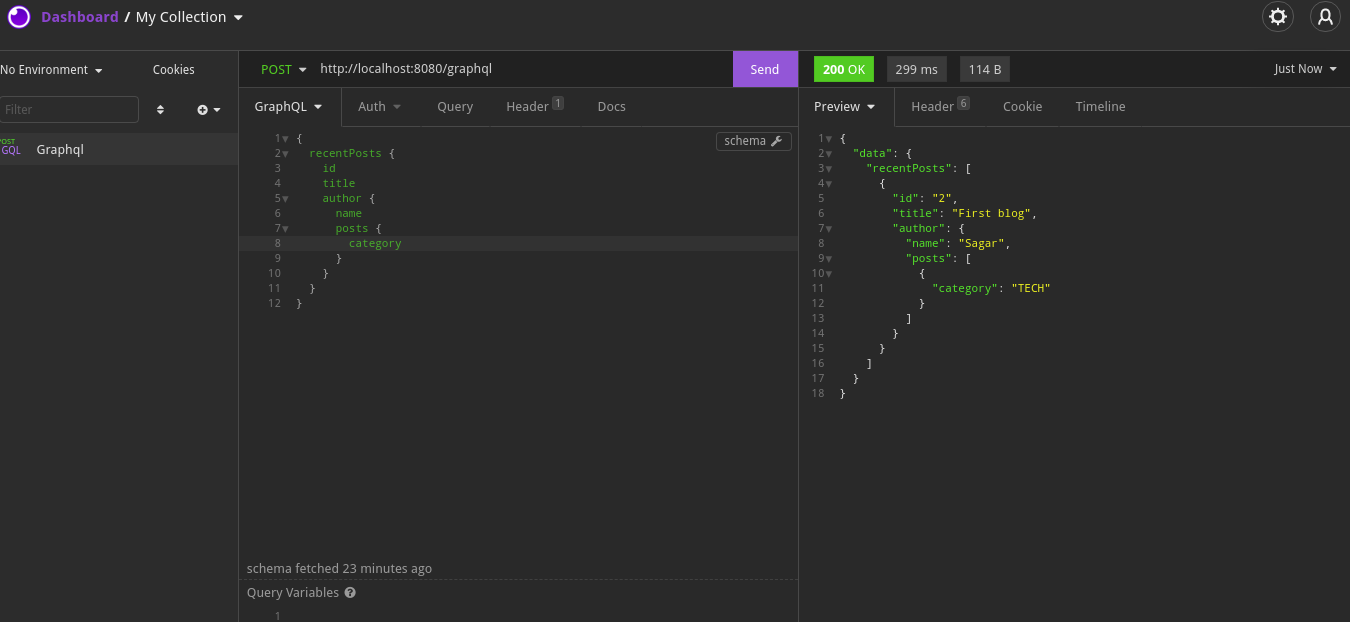 Dashboard / My Collection
No Environment Cookies
Filter
POST
GQL Graphql
POST http://localhost:8080/graphql Send
GraphQL Auth Query Header 1 Docs
schema
1 {
2 recentPosts {
3 id
4 title
5 author {
6 name
7 posts {
8 category
9 }
10 }
11 }
12 }
schema fetched 23 minutes ago
Query Variables ?
1
200 OK 299 ms 114 B Just Now
Preview Header 6 Cookie Timeline
1 {
2 "data": {
3 "recentPosts": [
4 {
5 "id": "2",
6 "title": "First blog",
7 "author": {
8 "name": "Sagar",
9 "posts": [
10 {
11 "category": "TECH"
12 }
13 ]
14 }
15 }
16 ]
17 }
18 }